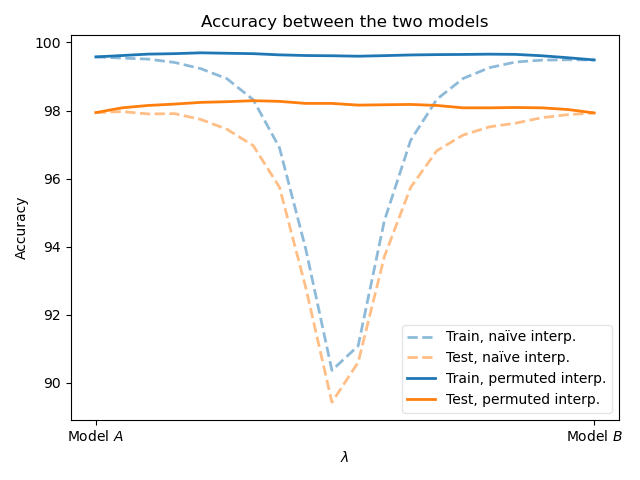 Accuracy between the two models
Accuracy
100
98
96
94
92
90
Train, naïve interp.
Test, naïve interp.
Train, permuted interp.
Test, permuted interp.
Model A
Model B
λ